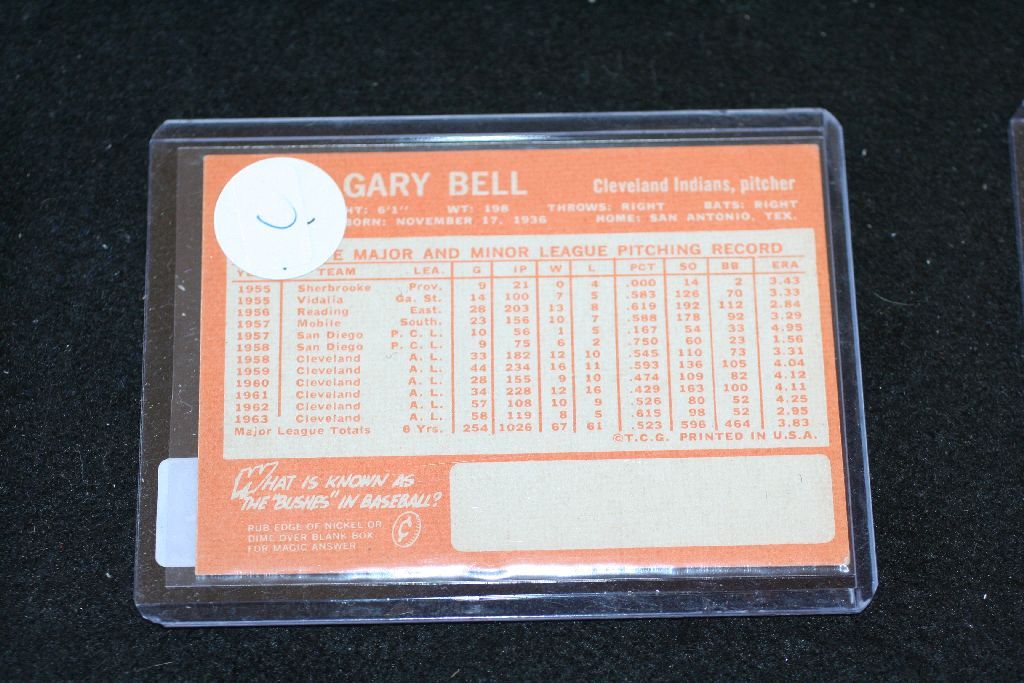 GARY BELL
Cleveland Indians, pitcher
HT: 6'1" WT: 198 THROWS: RIGHT BATS: RIGHT
BORN: NOVEMBER 17, 1936 HOME: SAN ANTONIO, TEX.
MAJOR AND MINOR LEAGUE PITCHING RECORD
TEAM LEA. G IP W L PCT SO BB ERA
1955 Sherbrooke Prov. 9 21 0 4 .000 14 2 3.43
1955 Vidalia Ga. St. 14 100 7 5 .583 126 70 3.33
1956 Reading East. 28 203 13 8 .619 192 112 2.84
1957 Mobile South. 23 156 10 7 .588 178 92 3.29
1957 San Diego P. C. L. 10 56 1 5 .167 54 33 4.95
1958 San Diego P. C. L. 9 75 6 2 .750 60 23 1.56
1958 Cleveland A. L. 33 182 12 10 .545 110 73 3.31
1959 Cleveland A. L. 44 234 16 11 .593 136 105 4.04
1960 Cleveland A. L. 28 155 9 10 .474 109 82 4.12
1961 Cleveland A. L. 34 228 12 16 .429 163 100 4.11
1962 Cleveland A. L. 57 108 10 9 .526 80 52 4.25
1963 Cleveland A. L. 58 119 8 5 .615 98 52 2.95
Major League Totals 6 Yrs. 254 1026 67 61 .523 596 464 3.83
©T.C.G. PRINTED IN U.S.A.
WHAT IS KNOWN AS
THE "BUSHES" IN BASEBALL?
RUB EDGE OF NICKEL OR
DIME OVER BLANK BOX
FOR MAGIC ANSWER